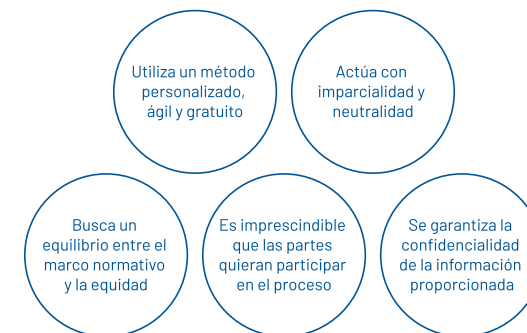 Utiliza un método
personalizado,
ágil y gratuito
Actúa con
imparcialidad y
neutralidad
Busca un
equilibrio entre el
marco normativo
y la equidad
Es imprescindible
que las partes
quieran participar
en el proceso
Se garantiza la
confidencialidad
de la información
proporcionada